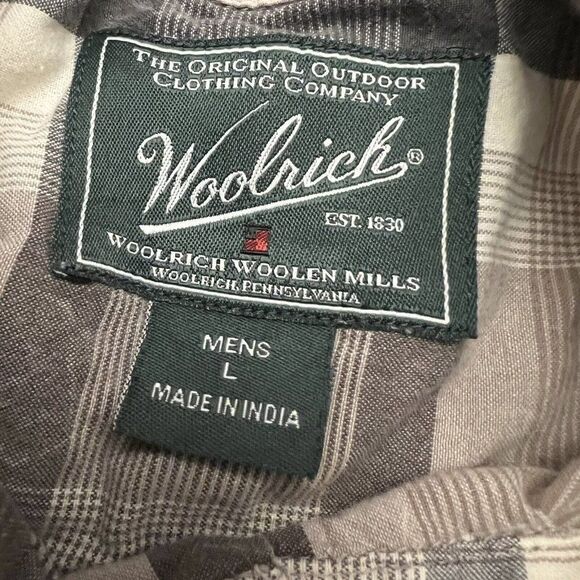 THE ORIGINAL OUTDOOR
CLOTHING COMPANY
Woolrich®
EST. 1830
WOOLRICH WOOLEN MILLS
WOOLRICH, PENNSYLVANIA
MENS
L
MADE IN INDIA